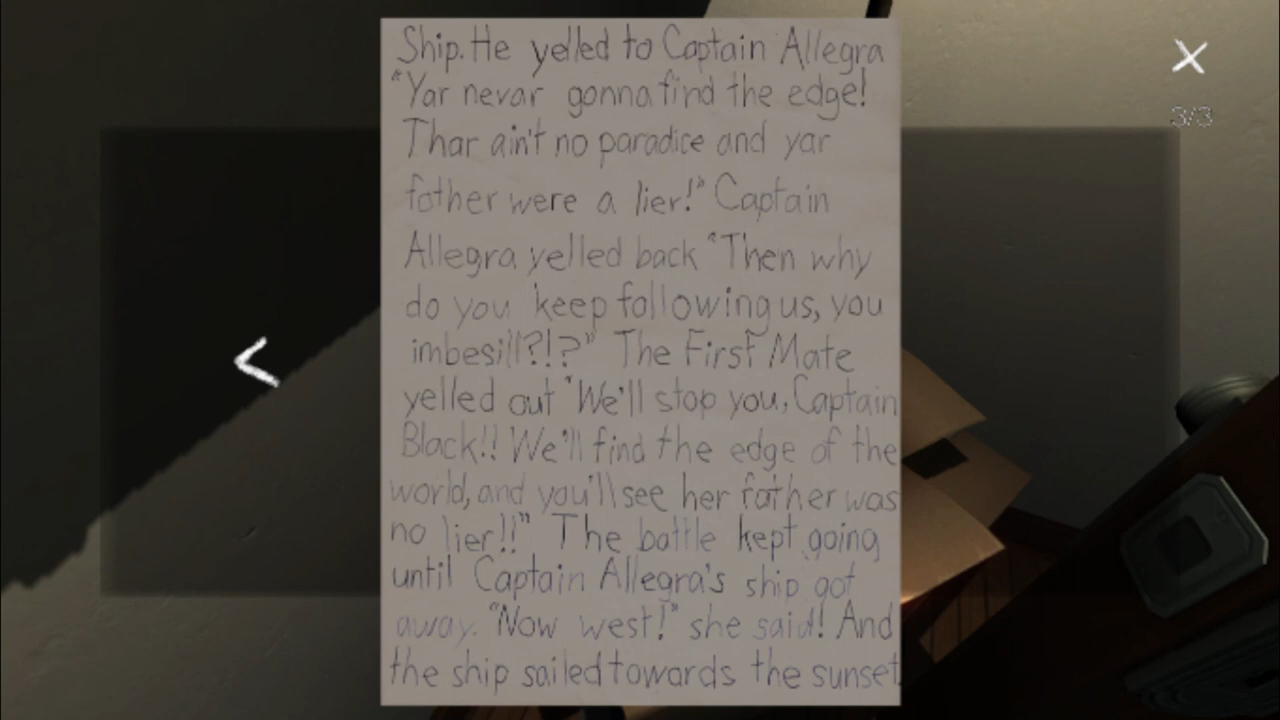 Ship. He yelled to Captain Allegra
"Yar nevar gonna find the edge!
Thar ain't no paradice and yar
father were a lier!" Captain
Allegra yelled back "Then why
do you keep following us, you
imbesill?!?" The First Mate
yelled out "We'll stop you, Captain
Black!! We'll find the edge of the
world, and you'll see her father was
no lier!!" The battle kept going
until Captain Allegra's ship got
away. "Now west!" she said! And
the ship sailed towards the sunset.
3/3